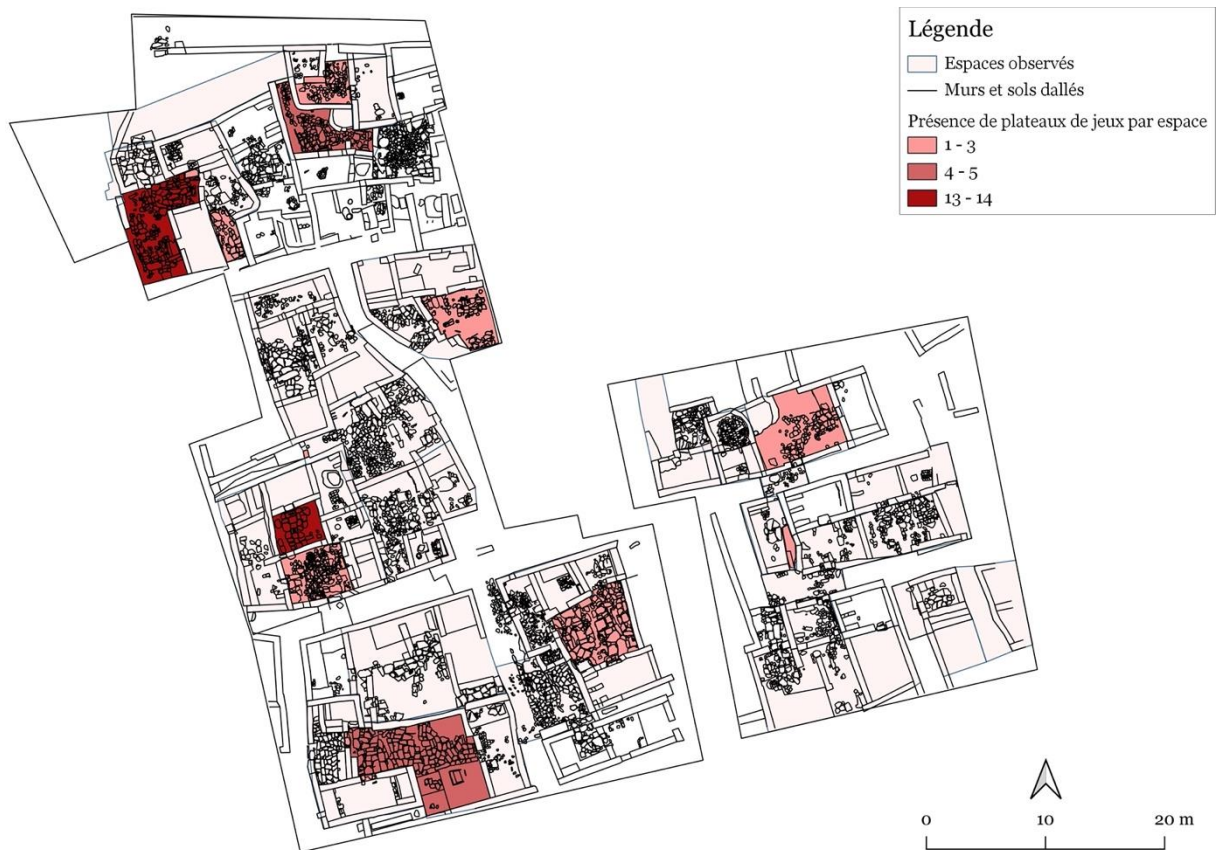 Légende
Espaces observés
Murs et sols dallés
Présence de plateaux de jeux par espace
1 - 3
4 - 5
13 - 14
0 10 20 m